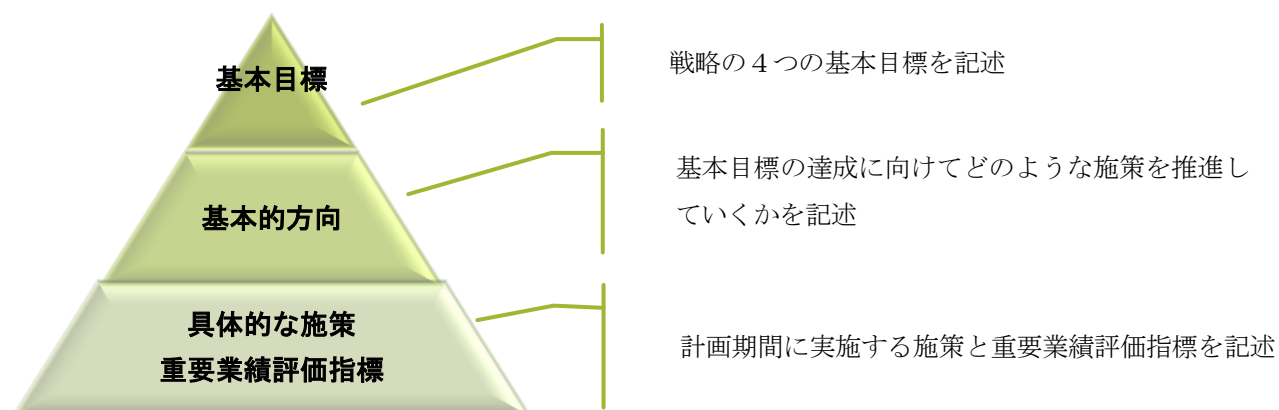 基本目標
戦略の４つの基本目標を記述
基本的方向
基本目標の達成に向けてどのような施策を推進し
ていくかを記述
具体的な施策
重要業績評価指標
計画期間に実施する施策と重要業績評価指標を記述